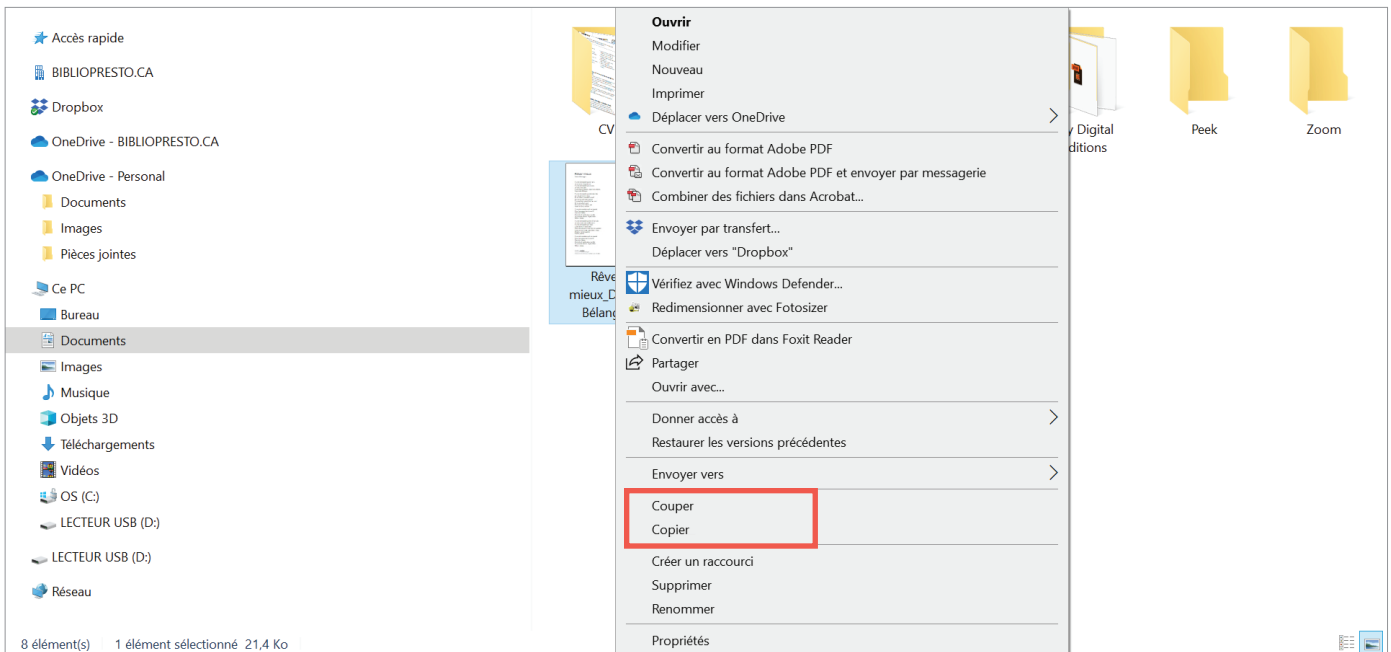 Accès rapide
BIBLIOPRESTO.CA
Dropbox
OneDrive - BIBLIOPRESTO.CA
OneDrive - Personal
Documents
Images
Pièces jointes
Ce PC
Bureau
Documents
Images
Musique
Objets 3D
Téléchargements
Vidéos
OS (C:)
LECTEUR USB (D:)
LECTEUR USB (D:)
Réseau
8 élément(s) 1 élément sélectionné 21,4 Ko
CV
Rêve
mieux_D
Bélang
Ouvrir
Modifier
Nouveau
Imprimer
Déplacer vers OneDrive
Convertir au format Adobe PDF
Convertir au format Adobe PDF et envoyer par messagerie
Combiner des fichiers dans Acrobat...
Envoyer par transfert...
Déplacer vers "Dropbox"
Vérifiez avec Windows Defender...
Redimensionner avec Fotosizer
Convertir en PDF dans Foxit Reader
Partager
Ouvrir avec...
Donner accès à
Restaurer les versions précédentes
Envoyer vers
Couper
Copier
Créer un raccourci
Supprimer
Renommer
Propriétés
y Digital
ditions
Peek
Zoom